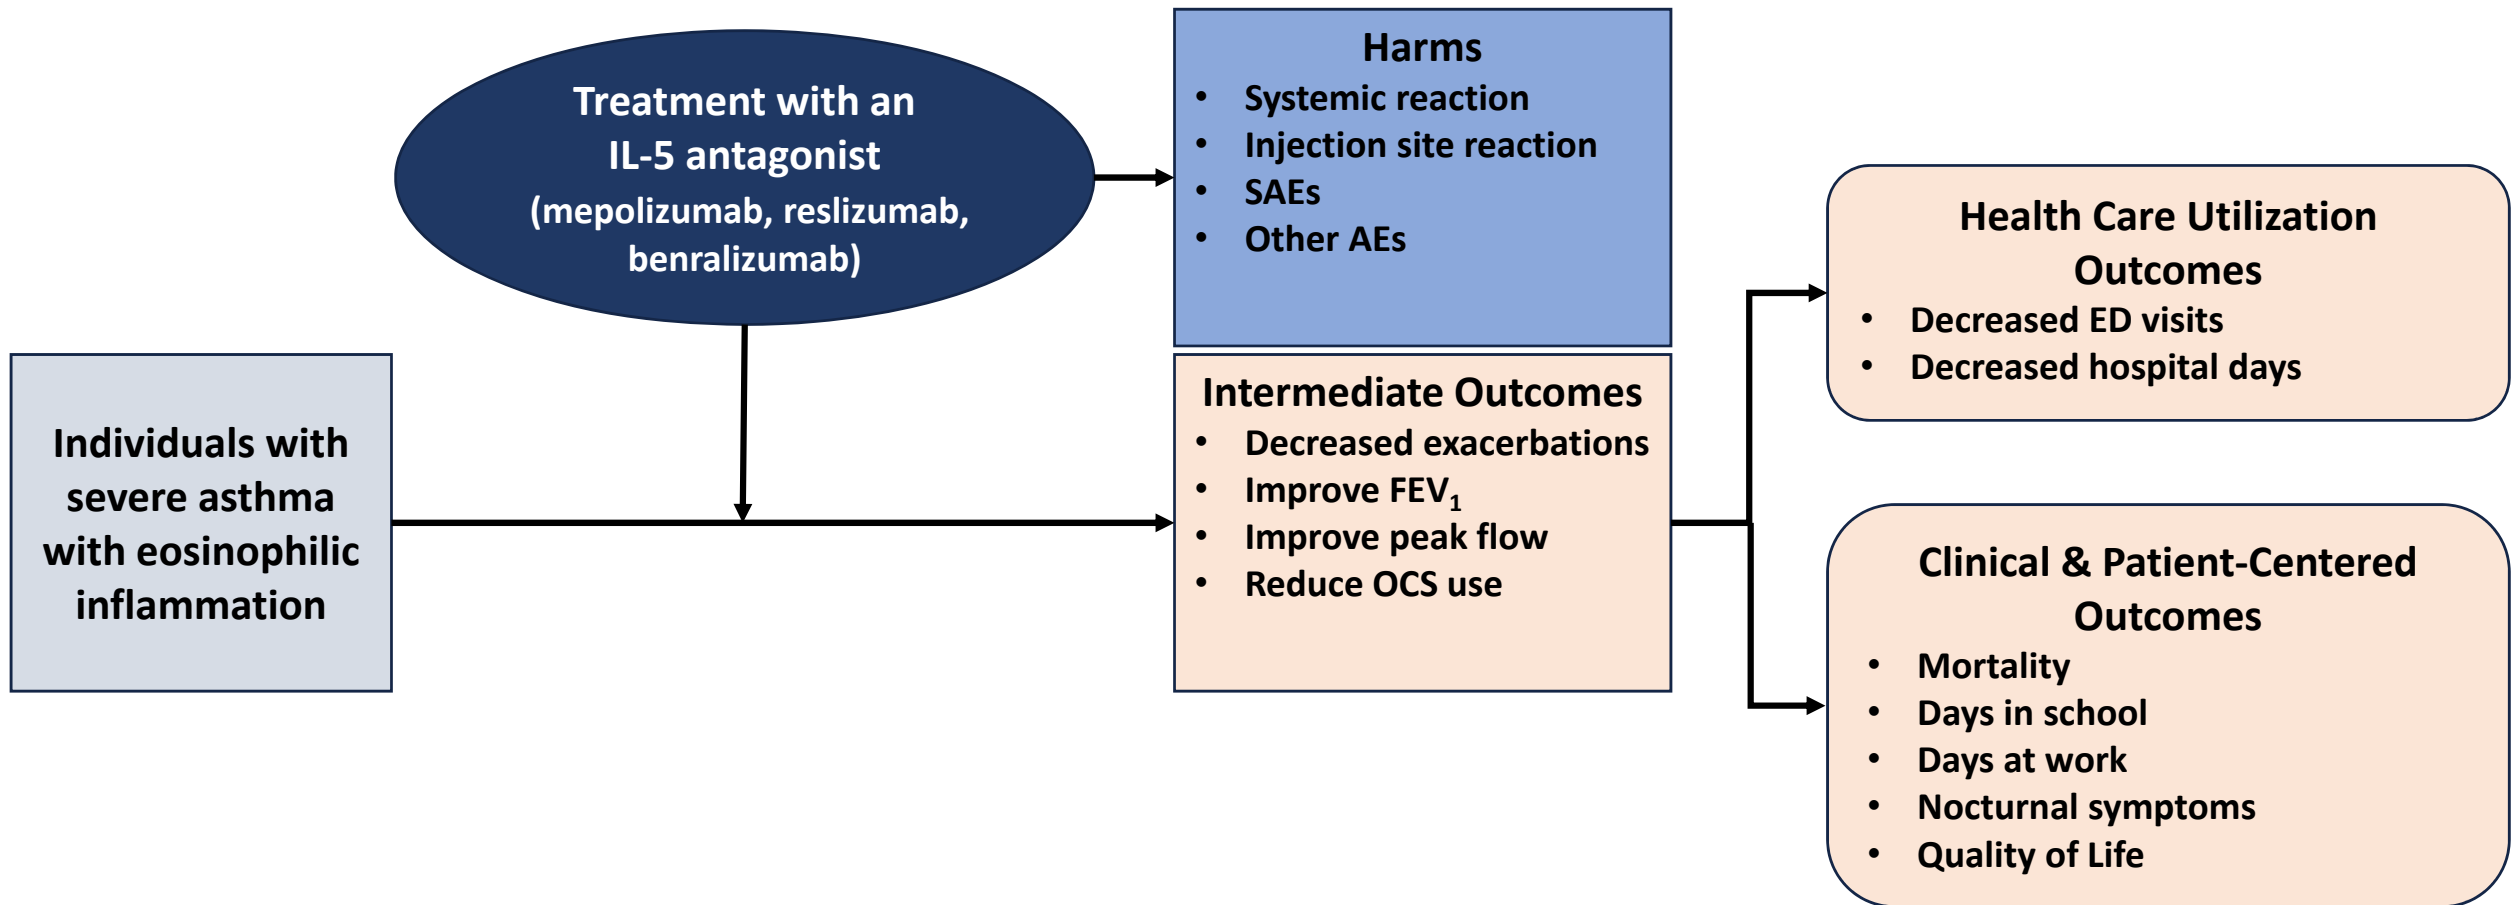 Treatment with an
IL-5 antagonist
(mepolizumab, reslizumab,
benralizumab)
Harms
• Systemic reaction
• Injection site reaction
• SAEs
• Other AEs
Individuals with
severe asthma
with eosinophilic
inflammation
Intermediate Outcomes
• Decreased exacerbations
• Improve FEV₁
• Improve peak flow
• Reduce OCS use
Health Care Utilization
Outcomes
• Decreased ED visits
• Decreased hospital days
Clinical & Patient-Centered
Outcomes
• Mortality
• Days in school
• Days at work
• Nocturnal symptoms
• Quality of Life